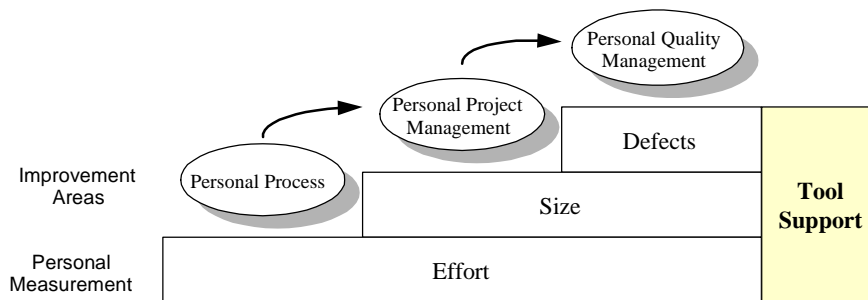 Personal Quality
Management
Personal Project
Management
Defects
Improvement
Areas
Personal Process
Size
Tool
Support
Personal
Measurement
Effort